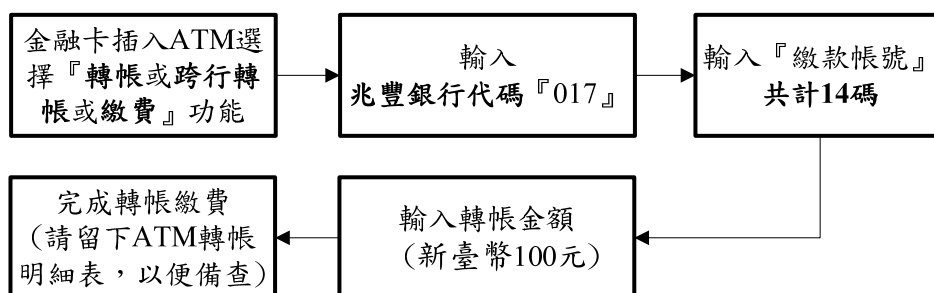 金融卡插入ATM選
擇『轉帳或跨行轉
帳或繳費』功能
輸入
兆豐銀行代碼『017』
輸入『繳款帳號』
共計14碼
輸入轉帳金額
（新臺幣100元）
完成轉帳繳費
（請留下ATM轉帳
明細表，以便備查）